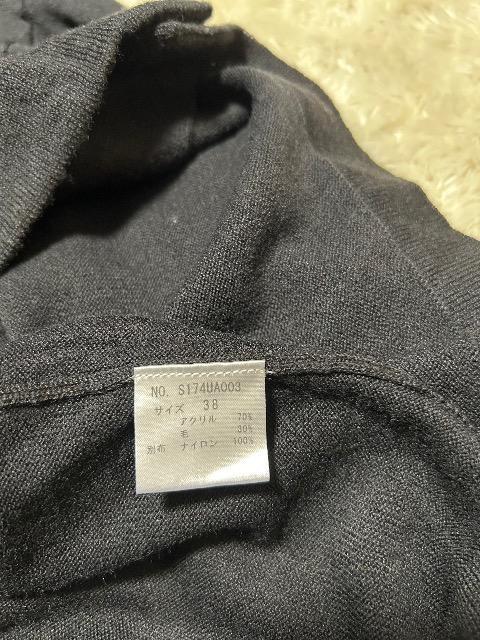 NO. S174UA003
サイズ 38
アクリル 70%
毛 30%
別布 ナイロン 100%